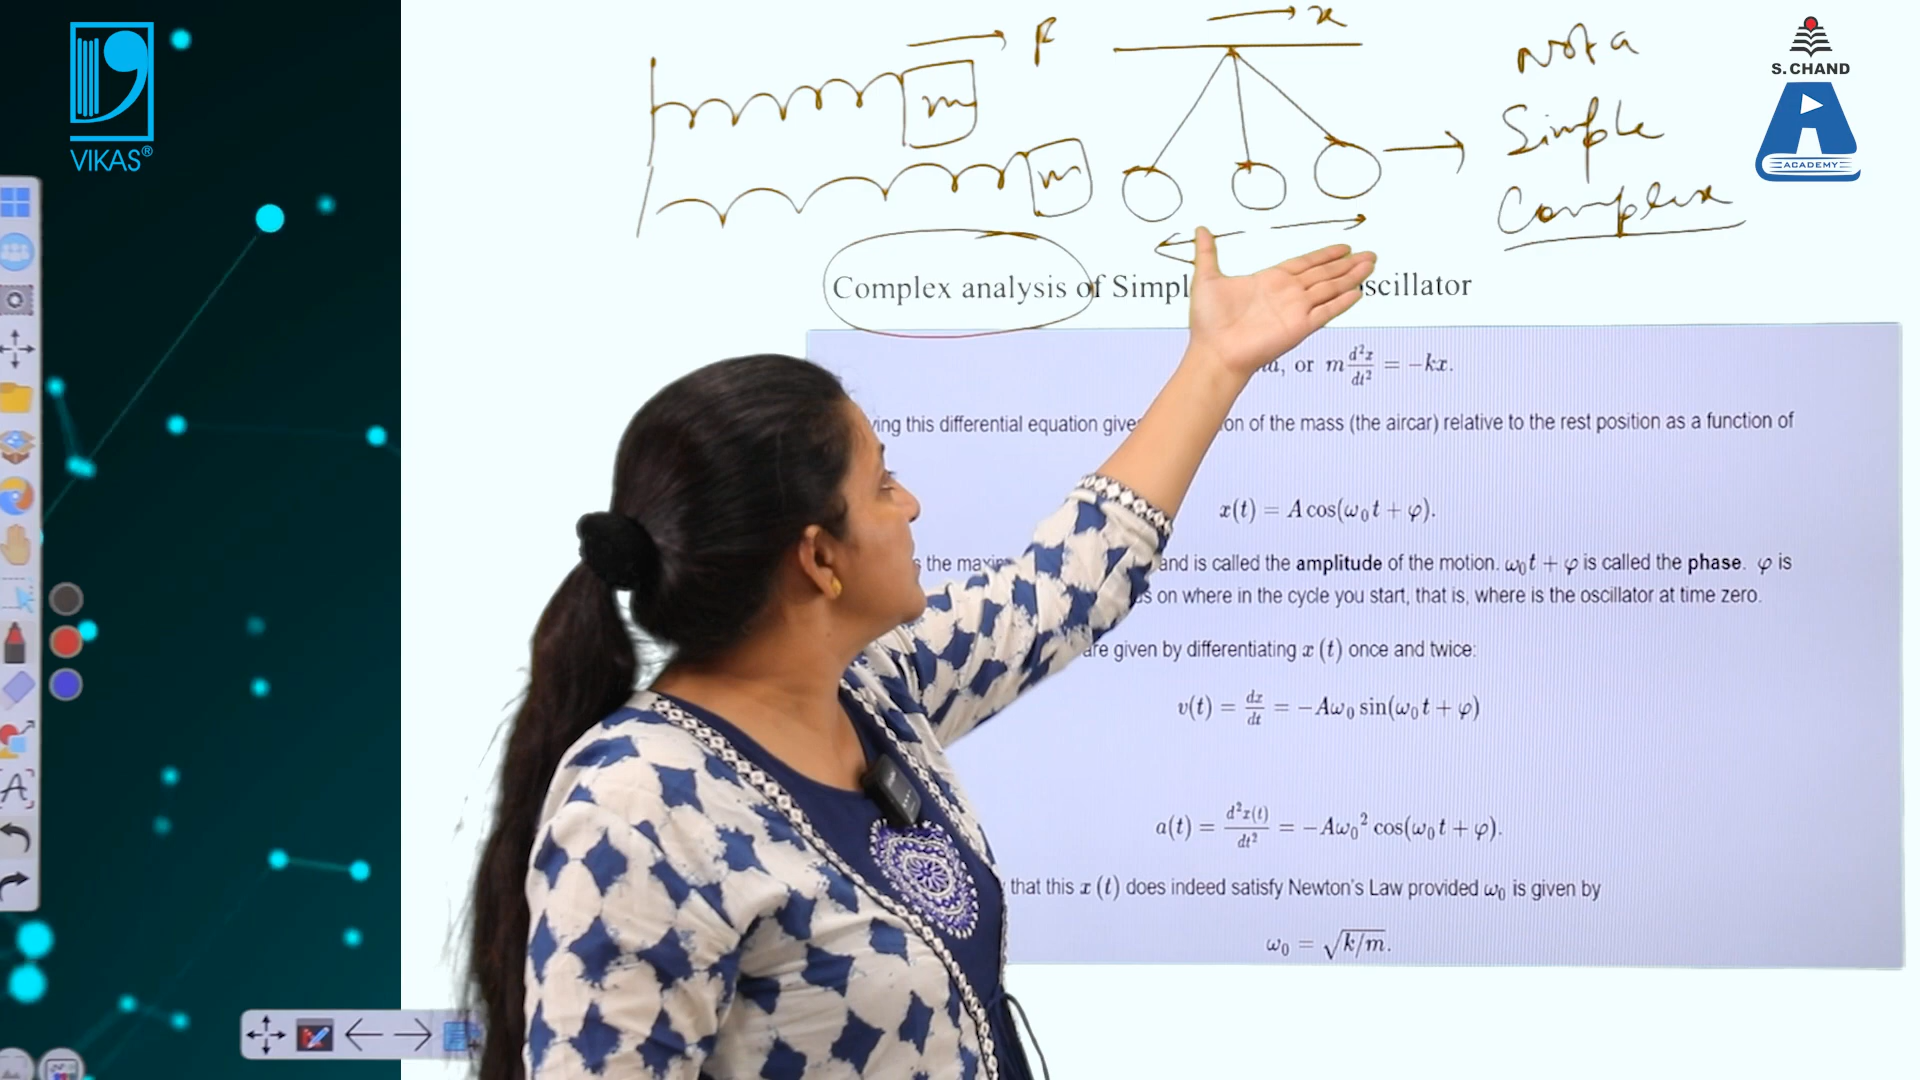 VIKAS®
S. CHAND
ACADEMY
F
x
m
m
Not a
Simple
Complex
Complex analysis of Simpl scillator
or m d²x/dt² = −kx.
ving this differential equation give on of the mass (the aircar) relative to the rest position as a function of
x(t) = A cos(ω₀t + φ).
s the maxim and is called the amplitude of the motion. ω₀t + φ is called the phase. φ is
s on where in the cycle you start, that is, where is the oscillator at time zero.
are given by differentiating x (t) once and twice:
v(t) = dx/dt = −Aω₀ sin(ω₀t + φ)
a(t) = d²x(t)/dt² = −Aω₀² cos(ω₀t + φ).
that this x (t) does indeed satisfy Newton's Law provided ω₀ is given by
ω₀ = √k/m.